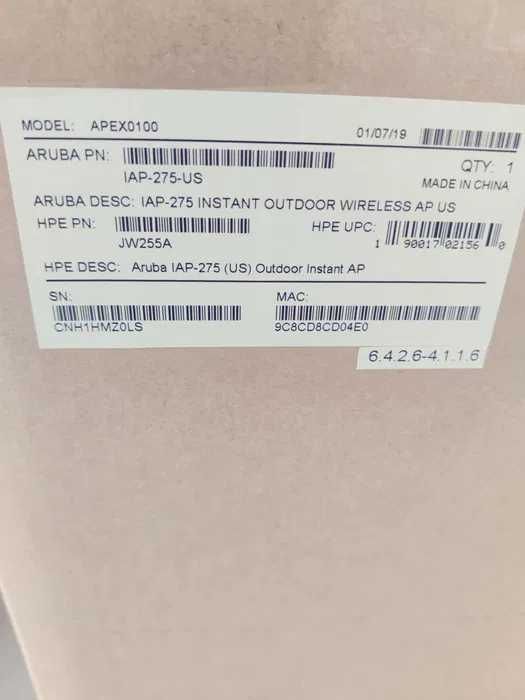 MODEL: APEX0100 01/07/19
ARUBA PN: QTY: 1
IAP-275-US MADE IN CHINA
ARUBA DESC: IAP-275 INSTANT OUTDOOR WIRELESS AP US
HPE PN: HPE UPC:
JW255A 1 90017 02156 0
HPE DESC: Aruba IAP-275 (US) Outdoor Instant AP
SN: MAC:
CNH1HMZ0LS 9C8CD8CD04E0
6.4.2.6-4.1.1.6